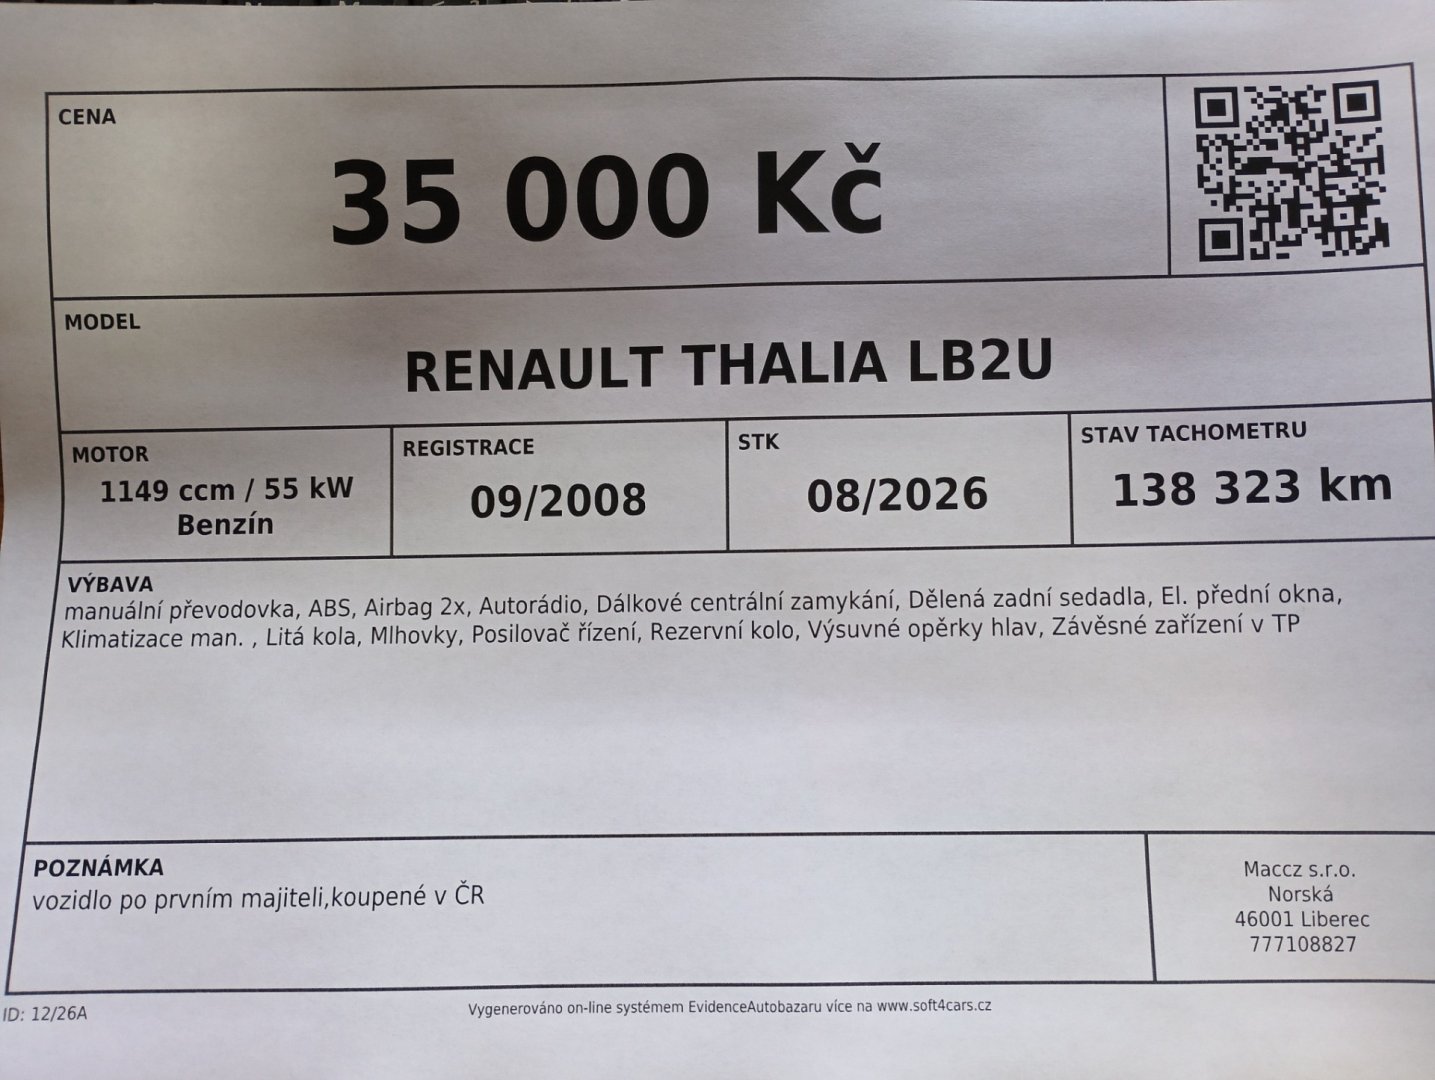 CENA
35 000 Kč
MODEL
RENAULT THALIA LB2U
MOTOR
1149 ccm / 55 kW
Benzín
REGISTRACE
09/2008
STK
08/2026
STAV TACHOMETRU
138 323 km
VÝBAVA
manuální převodovka, ABS, Airbag 2x, Autorádio, Dálkové centrální zamykání, Dělená zadní sedadla, El. přední okna,
Klimatizace man. , Litá kola, Mlhovky, Posilovač řízení, Rezervní kolo, Výsuvné opěrky hlav, Závěsné zařízení v TP
POZNÁMKA
vozidlo po prvním majiteli,koupené v ČR
Maccz s.r.o.
Norská
46001 Liberec
777108827
ID: 12/26A
Vygenerováno on-line systémem EvidenceAutobazaru více na www.soft4cars.cz